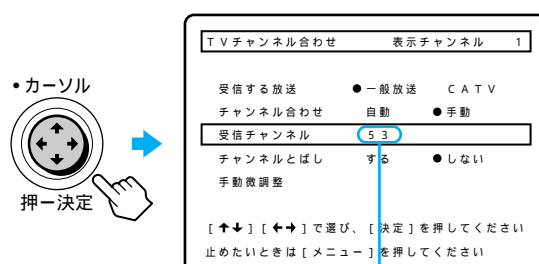 •カーソル
押ー決定
TVチャンネル合わせ 表示チャンネル 1
受信する放送 ●一般放送 CATV
チャンネル合わせ 自動 ●手動
受信チャンネル 53
チャンネルとばし する ●しない
手動微調整
[↑↓][←→]で選び、[決定]を押してください
止めたいときは[メニュー]を押してください